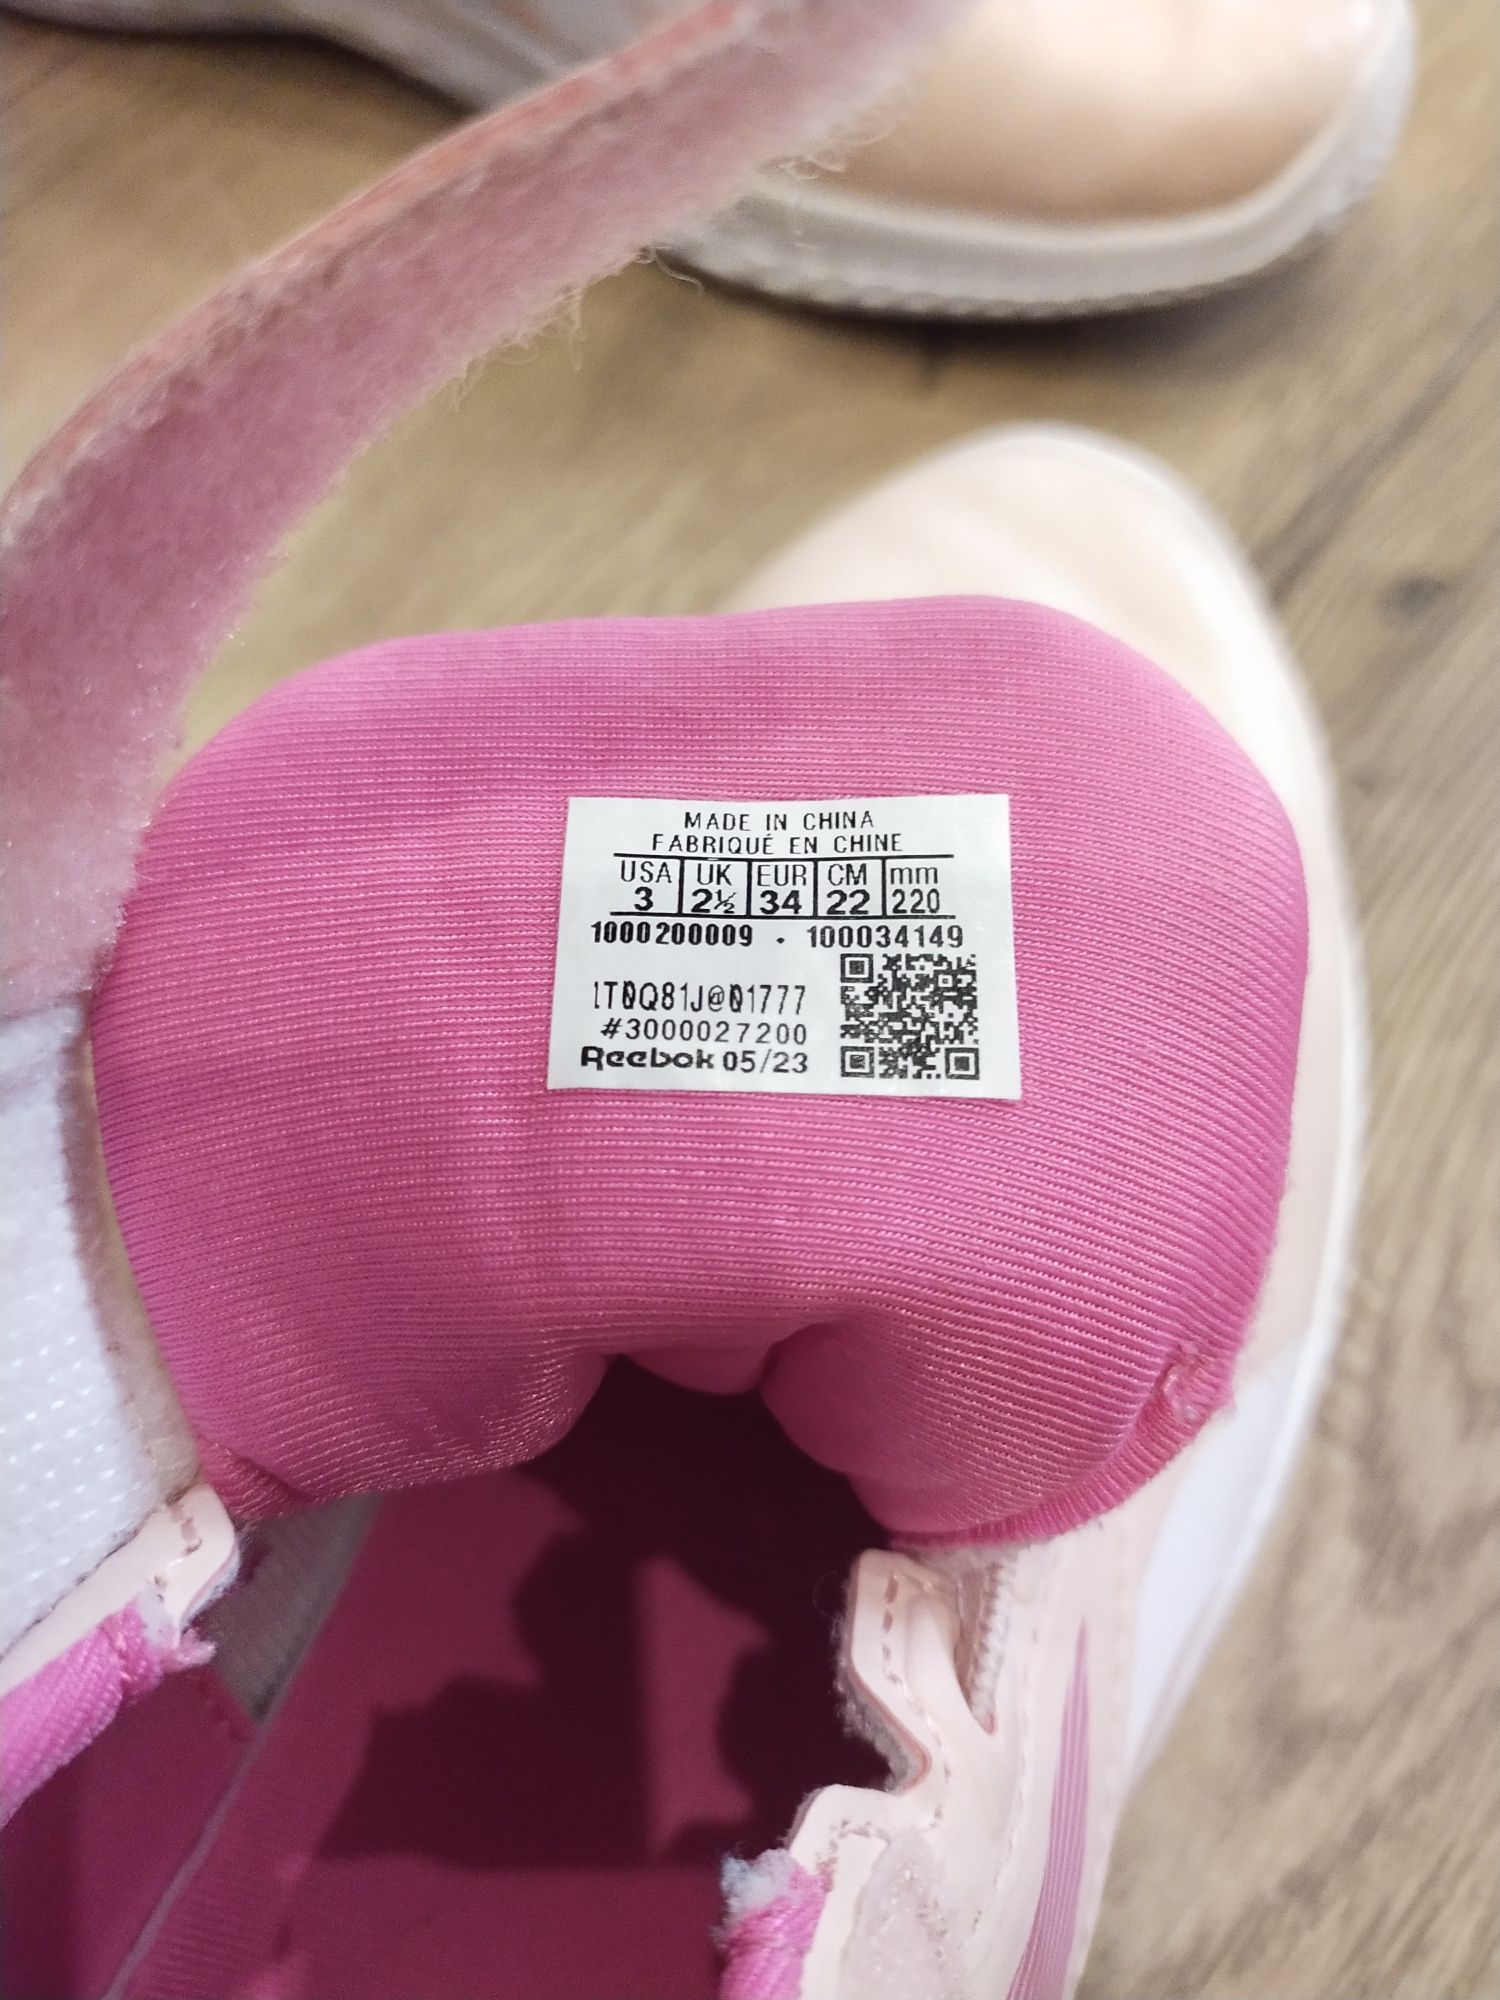 MADE IN CHINA
FABRIQUÉ EN CHINE
USA UK EUR CM mm
3 2½ 34 22 220
1000200009 · 100034149
1T0Q81J@01777
#3000027200
Reebok 05/23